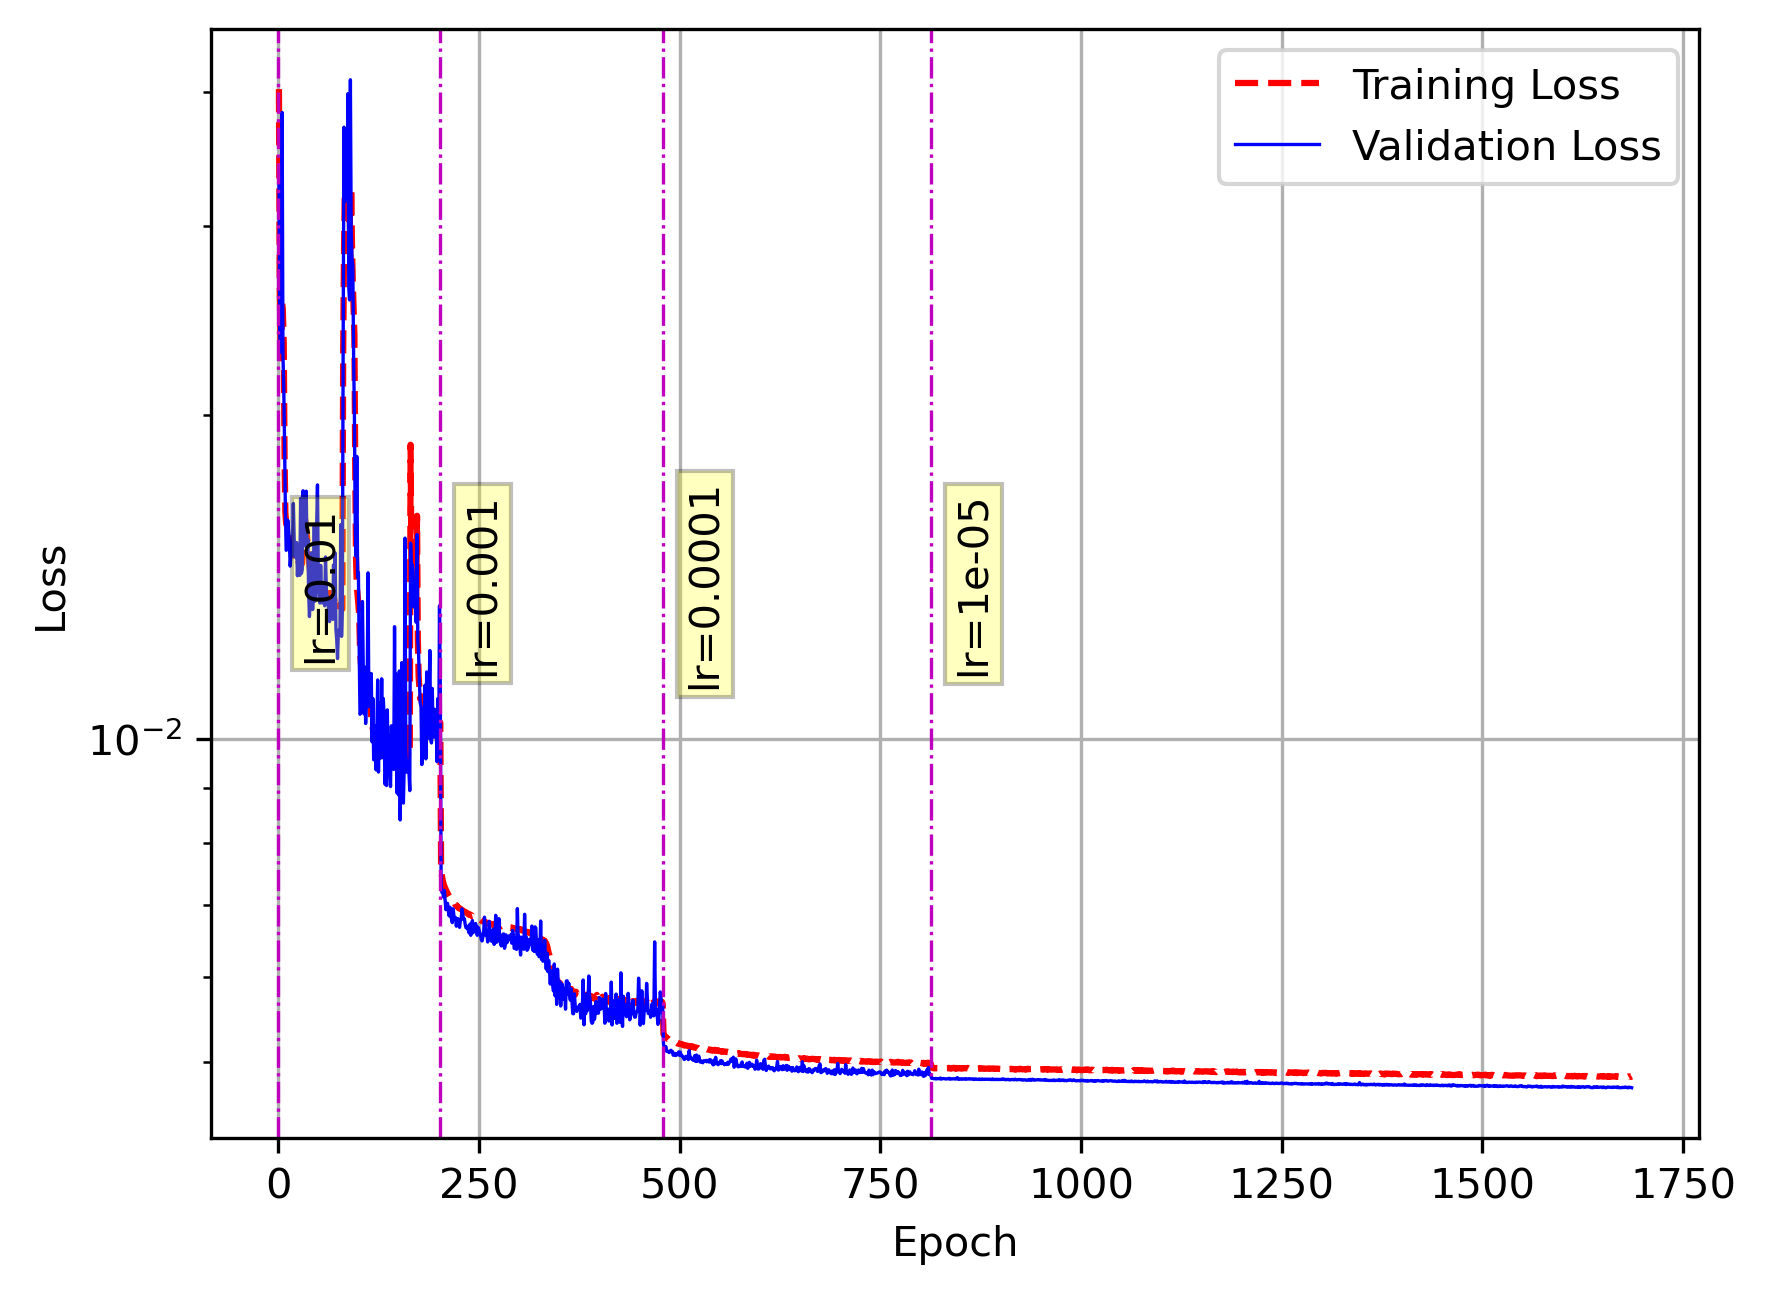 Training Loss
Validation Loss
Loss
10⁻²
lr=0.01
lr=0.001
lr=0.0001
lr=1e-05
0 250 500 750 1000 1250 1500 1750
Epoch